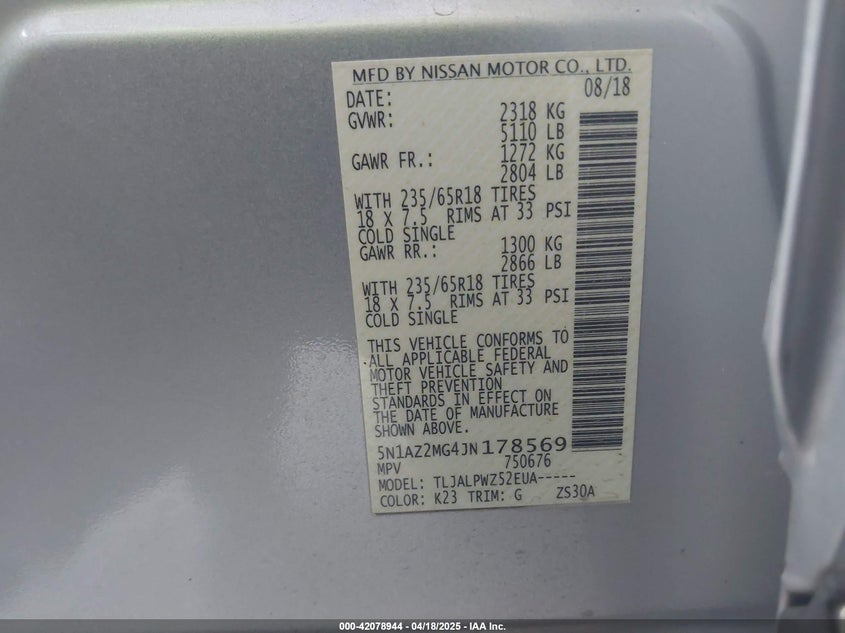 MFD BY NISSAN MOTOR CO., LTD.
DATE: 08/18
GVWR: 2318 KG
5110 LB
GAWR FR.: 1272 KG
2804 LB
WITH 235/65R18 TIRES
18 X 7.5 RIMS AT 33 PSI
COLD SINGLE
GAWR RR.: 1300 KG
2866 LB
WITH 235/65R18 TIRES
18 X 7.5 RIMS AT 33 PSI
COLD SINGLE
THIS VEHICLE CONFORMS TO
ALL APPLICABLE FEDERAL
MOTOR VEHICLE SAFETY AND
THEFT PREVENTION
STANDARDS IN EFFECT ON
THE DATE OF MANUFACTURE
SHOWN ABOVE.
5N1AZ2MG4JN178569
MPV 750676
MODEL: TLJALPWZ52EUA-----
COLOR: K23 TRIM: G ZS30A
000-42078944 | 04/18/2025 - IAA Inc.